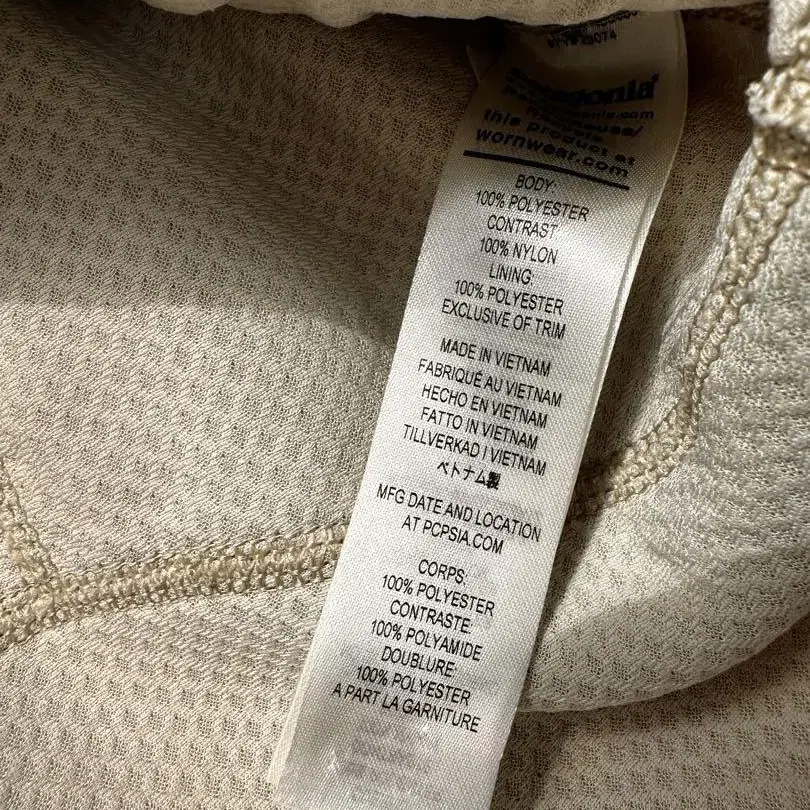 this product at
wornwear.com
BODY:
100% POLYESTER
CONTRAST
100% NYLON
LINING:
100% POLYESTER
EXCLUSIVE OF TRIM
MADE IN VIETNAM
FABRIQUÉ AU VIETNAM
HECHO EN VIETNAM
FATTO IN VIETNAM
TILLVERKAD I VIETNAM
ベトナム製
MFG DATE AND LOCATION
AT PCPSIA.COM
CORPS:
100% POLYESTER
CONTRASTE:
100% POLYAMIDE
DOUBLURE:
100% POLYESTER
A PART LA GARNITURE